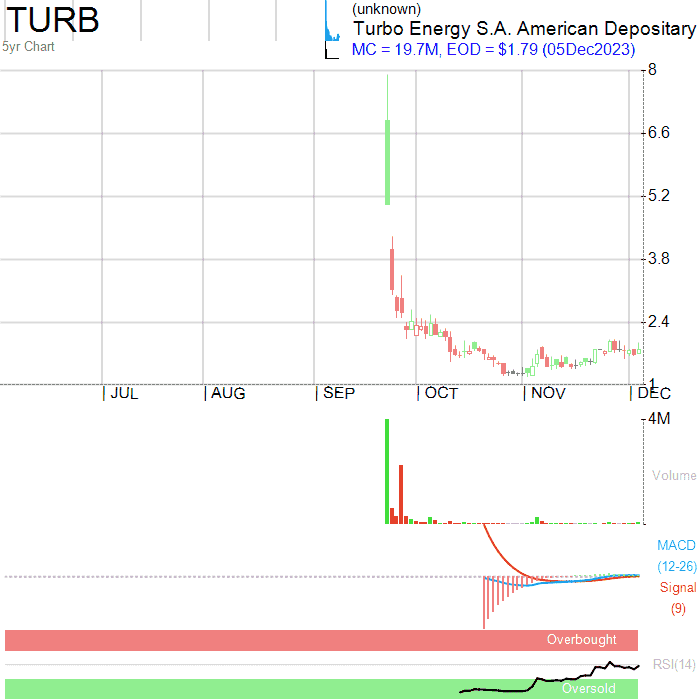 TURB
5yr Chart
(unknown)
Turbo Energy S.A. American Depositary
MC = 19.7M, EOD = $1.79 (05Dec2023)
8
6.6
5.2
3.8
2.4
1
JUL AUG SEP OCT NOV DEC
4M
Volume
MACD
(12-26)
Signal
(9)
Overbought
RSI(14)
Oversold